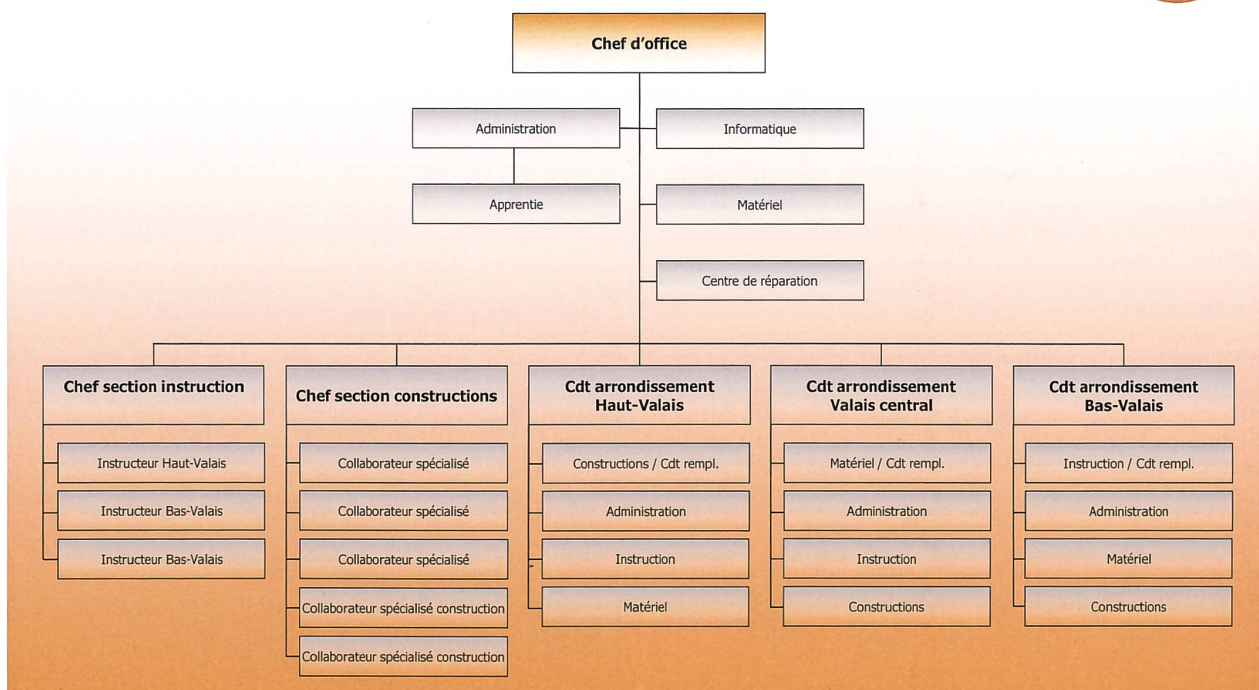 Chef d'office
Administration
Informatique
Apprentie
Matériel
Centre de réparation
Chef section instruction
Instructeur Haut-Valais
Instructeur Bas-Valais
Instructeur Bas-Valais
Chef section constructions
Collaborateur spécialisé
Collaborateur spécialisé
Collaborateur spécialisé
Collaborateur spécialisé construction
Collaborateur spécialisé construction
Cdt arrondissement
Haut-Valais
Constructions / Cdt rempl.
Administration
Instruction
Matériel
Cdt arrondissement
Valais central
Matériel / Cdt rempl.
Administration
Instruction
Constructions
Cdt arrondissement
Bas-Valais
Instruction / Cdt rempl.
Administration
Matériel
Constructions